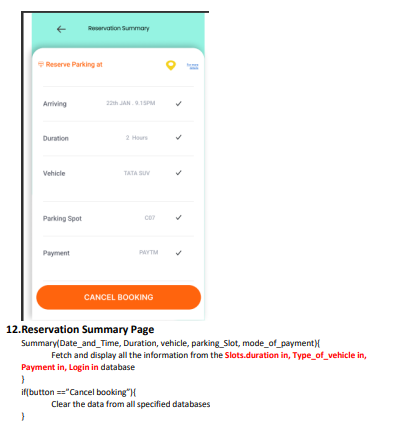 Reservation Summary
Reserve Parking at
Arriving 22th JAN . 9.15PM
Duration 2 Hours
Vehicle TATA SUV
Parking Spot C07
Payment PAYTM
CANCEL BOOKING
12.Reservation Summary Page
Summary(Date_and_Time, Duration, vehicle, parking_Slot, mode_of_payment){
Fetch and display all the information from the Slots.duration in, Type_of_vehicle in,
Payment in, Login in database
}
if(button =="Cancel booking"){
Clear the data from all specified databases
}